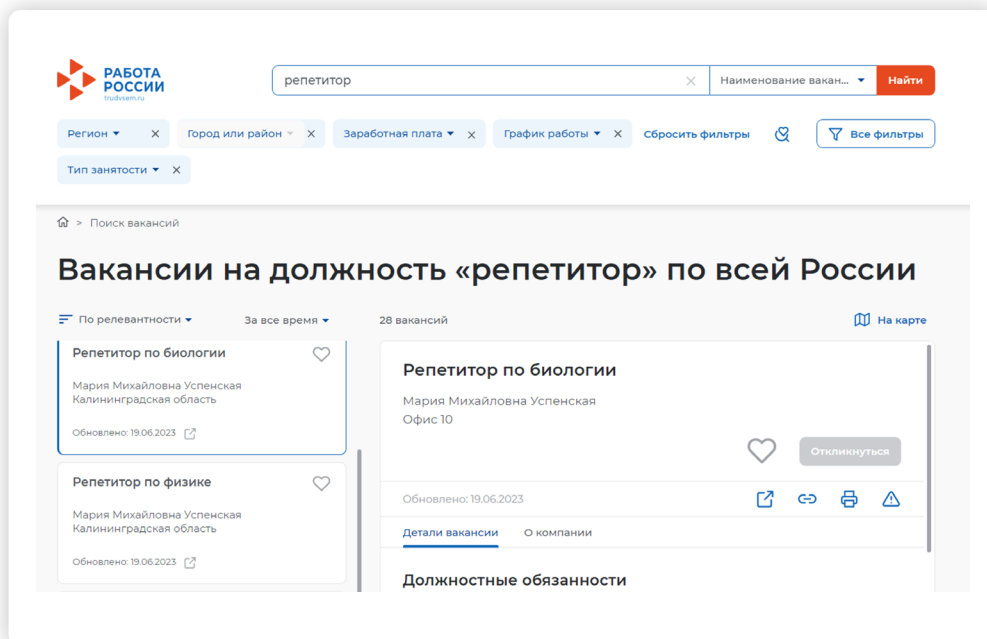 РАБОТА
РОССИИ
trudvsem.ru
репетитор
Наименование вакан...
Найти
Регион
Город или район
Заработная плата
График работы
Сбросить фильтры
Все фильтры
Тип занятости
> Поиск вакансий
Вакансии на должность «репетитор» по всей России
По релевантности
За все время
28 вакансий
На карте
Репетитор по биологии
Мария Михайловна Успенская
Калининградская область
Обновлено: 19.06.2023
Репетитор по физике
Мария Михайловна Успенская
Калининградская область
Обновлено: 19.06.2023
Репетитор по биологии
Мария Михайловна Успенская
Офис 10
Откликнуться
Обновлено: 19.06.2023
Детали вакансии
О компании
Должностные обязанности